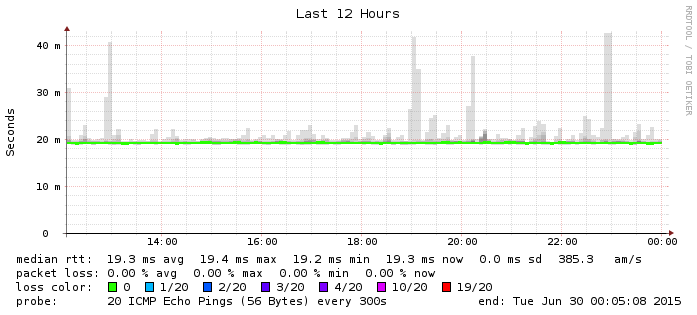 Last 12 Hours
RRDTOOL / TOBI OETIKER
Seconds
40 m
30 m
20 m
10 m
0
14:00 16:00 18:00 20:00 22:00 00:00
median rtt: 19.3 ms avg 19.4 ms max 19.2 ms min 19.3 ms now 0.0 ms sd 385.3 am/s
packet loss: 0.00 % avg 0.00 % max 0.00 % min 0.00 % now
loss color: 0 1/20 2/20 3/20 4/20 10/20 19/20
probe: 20 ICMP Echo Pings (56 Bytes) every 300s end: Tue Jun 30 00:05:08 2015